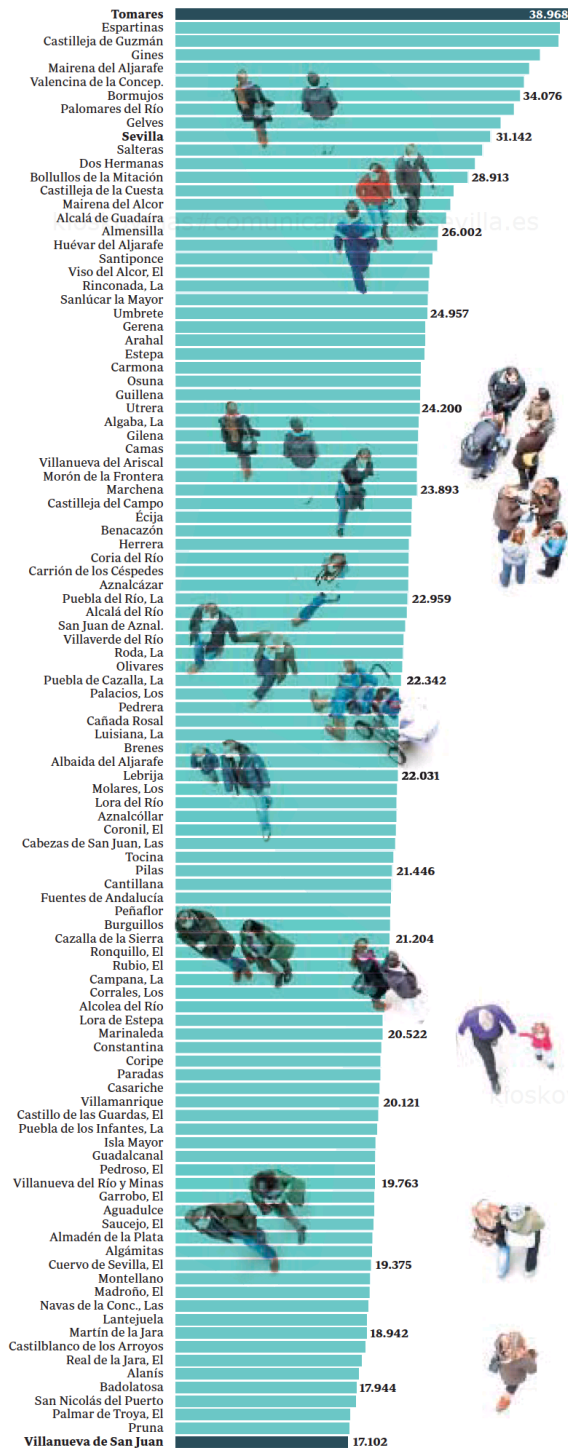 Tomares 38.968
Espartinas
Castilleja de Guzmán
Gines
Mairena del Aljarafe
Valencina de la Concep.
Bormujos 34.076
Palomares del Río
Gelves
Sevilla 31.142
Salteras
Dos Hermanas
Bollullos de la Mitación 28.913
Castilleja de la Cuesta
Mairena del Alcor
Alcalá de Guadaíra
Almensilla 26.002
Huévar del Aljarafe
Santiponce
Viso del Alcor, El
Rinconada, La
Sanlúcar la Mayor
Umbrete 24.957
Gerena
Arahal
Estepa
Carmona
Osuna
Guillena
Utrera 24.200
Algaba, La
Gilena
Camas
Villanueva del Ariscal
Morón de la Frontera
Marchena 23.893
Castilleja del Campo
Écija
Benacazón
Herrera
Coria del Río
Carrión de los Céspedes
Aznalcázar
Puebla del Río, La 22.959
Alcalá del Río
San Juan de Aznal.
Villaverde del Río
Roda, La
Olivares
Puebla de Cazalla, La 22.342
Palacios, Los
Pedrera
Cañada Rosal
Luisiana, La
Brenes
Albaida del Aljarafe
Lebrija 22.031
Molares, Los
Lora del Río
Aznalcóllar
Coronil, El
Cabezas de San Juan, Las
Tocina
Pilas 21.446
Cantillana
Fuentes de Andalucía
Peñaflor
Burguillos
Cazalla de la Sierra 21.204
Ronquillo, El
Rubio, El
Campana, La
Corrales, Los
Alcolea del Río
Lora de Estepa
Marinaleda 20.522
Constantina
Coripe
Paradas
Casariche
Villamanrique 20.121
Castillo de las Guardas, El
Puebla de los Infantes, La
Isla Mayor
Guadalcanal
Pedroso, El
Villanueva del Río y Minas 19.763
Garrobo, El
Aguadulce
Saucejo, El
Almadén de la Plata
Algámitas
Cuervo de Sevilla, El 19.375
Montellano
Madroño, El
Navas de la Conc., Las
Lantejuela
Martín de la Jara 18.942
Castilblanco de los Arroyos
Real de la Jara, El
Alanís
Badolatosa 17.944
San Nicolás del Puerto
Palmar de Troya, El
Pruna
Villanueva de San Juan 17.102